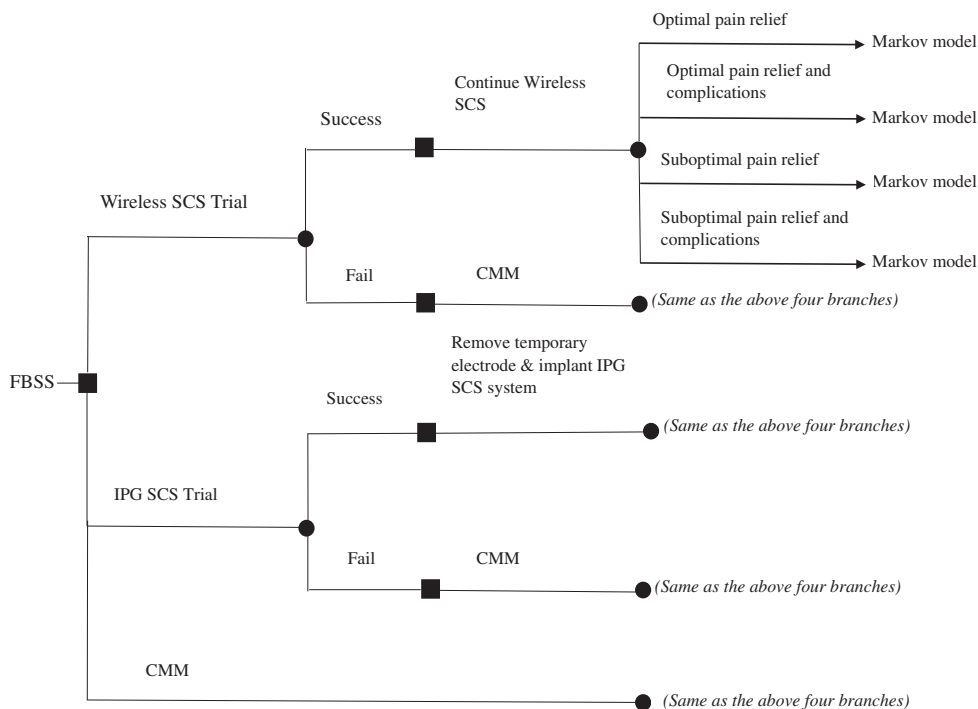 Optimal pain relief
Markov model
Optimal pain relief and
complications
Markov model
Continue Wireless
SCS
Success
Suboptimal pain relief
Markov model
Wireless SCS Trial
Suboptimal pain relief and
complications
Markov model
Fail
CMM
(Same as the above four branches)
Remove temporary
electrode & implant IPG
SCS system
FBSS
Success
(Same as the above four branches)
IPG SCS Trial
Fail
CMM
(Same as the above four branches)
CMM
(Same as the above four branches)